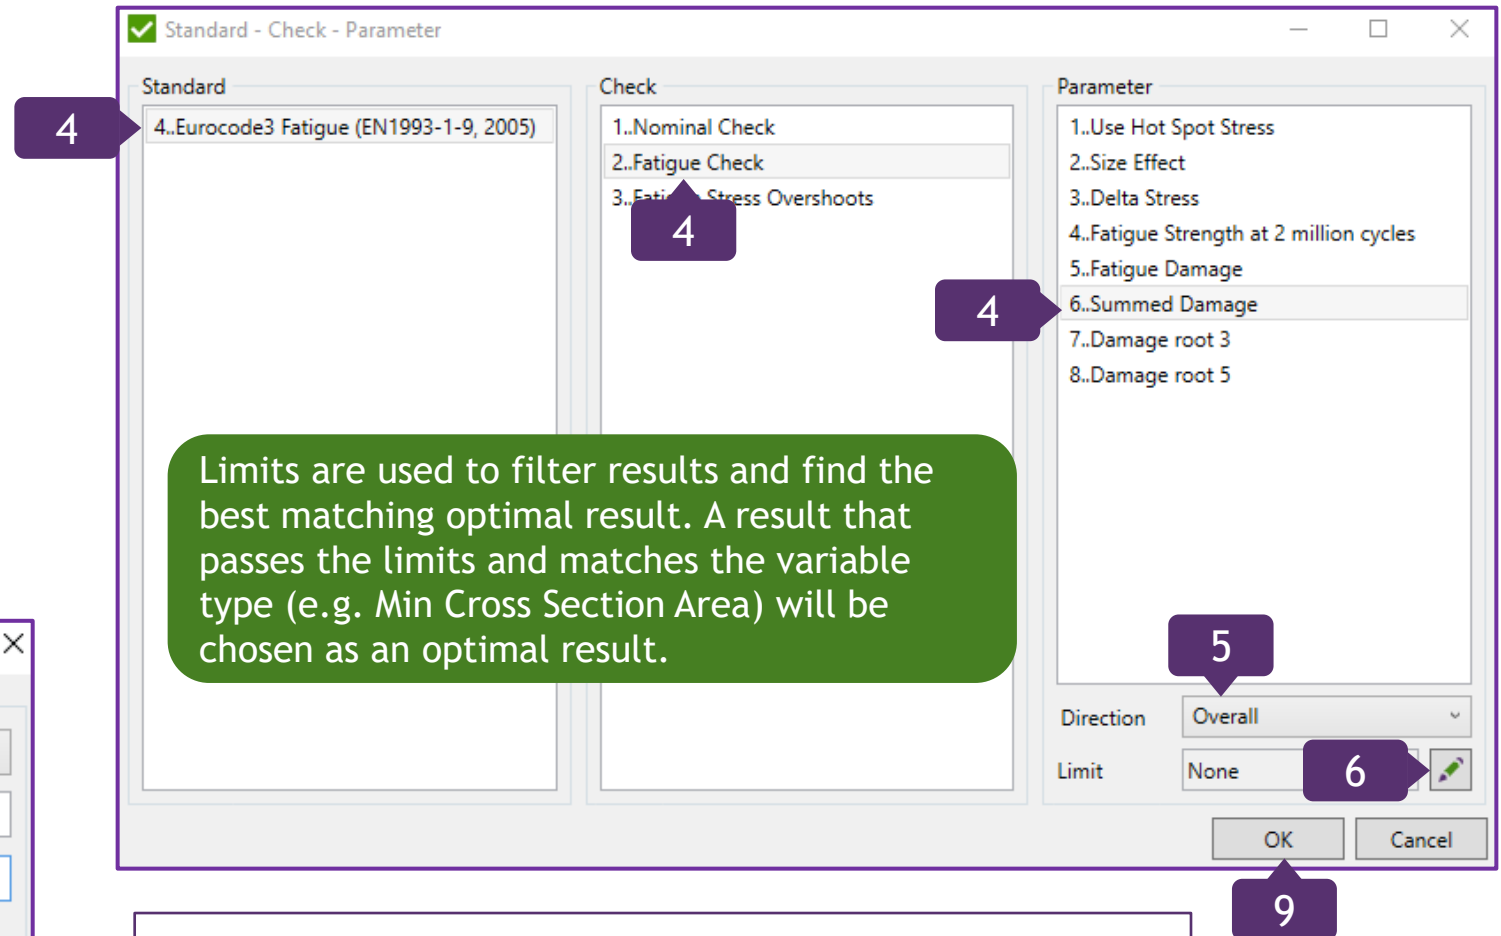 Standard - Check - Parameter
Standard
4..Eurocode3 Fatigue (EN1993-1-9, 2005)
4
Check
1..Nominal Check
2..Fatigue Check
3..Fatigue Stress Overshoots
4
Parameter
1..Use Hot Spot Stress
2..Size Effect
3..Delta Stress
4..Fatigue Strength at 2 million cycles
5..Fatigue Damage
6..Summed Damage
7..Damage root 3
8..Damage root 5
4
Limits are used to filter results and find the
best matching optimal result. A result that
passes the limits and matches the variable
type (e.g. Min Cross Section Area) will be
chosen as an optimal result.
5
Direction Overall
Limit None
6
OK Cancel
9